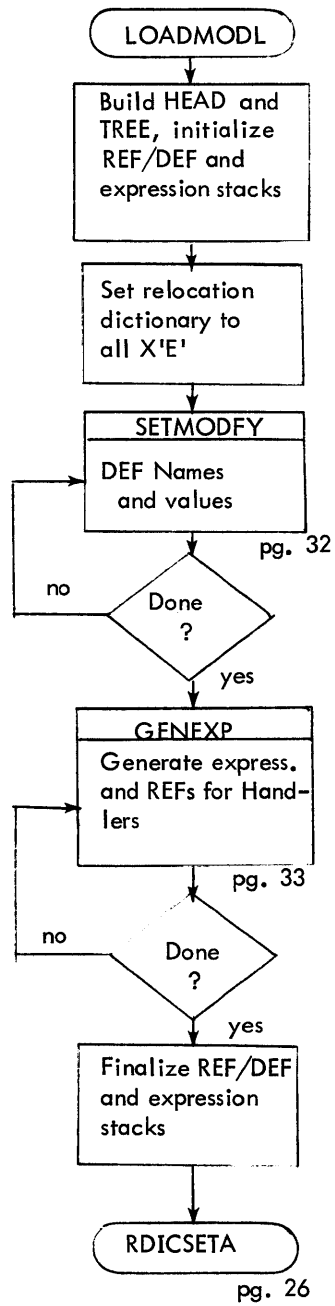 LOADMODL
Build HEAD and
TREE, initialize
REF/DEF and
expression stacks
Set relocation
dictionary to
all X'E'
SETMODFY
DEF Names
and values
pg. 32
no
Done
?
yes
GENEXP
Generate express.
and REFs for Hand-
lers
pg. 33
no
Done
?
yes
Finalize REF/DEF
and expression
stacks
RDICSETA
pg. 26